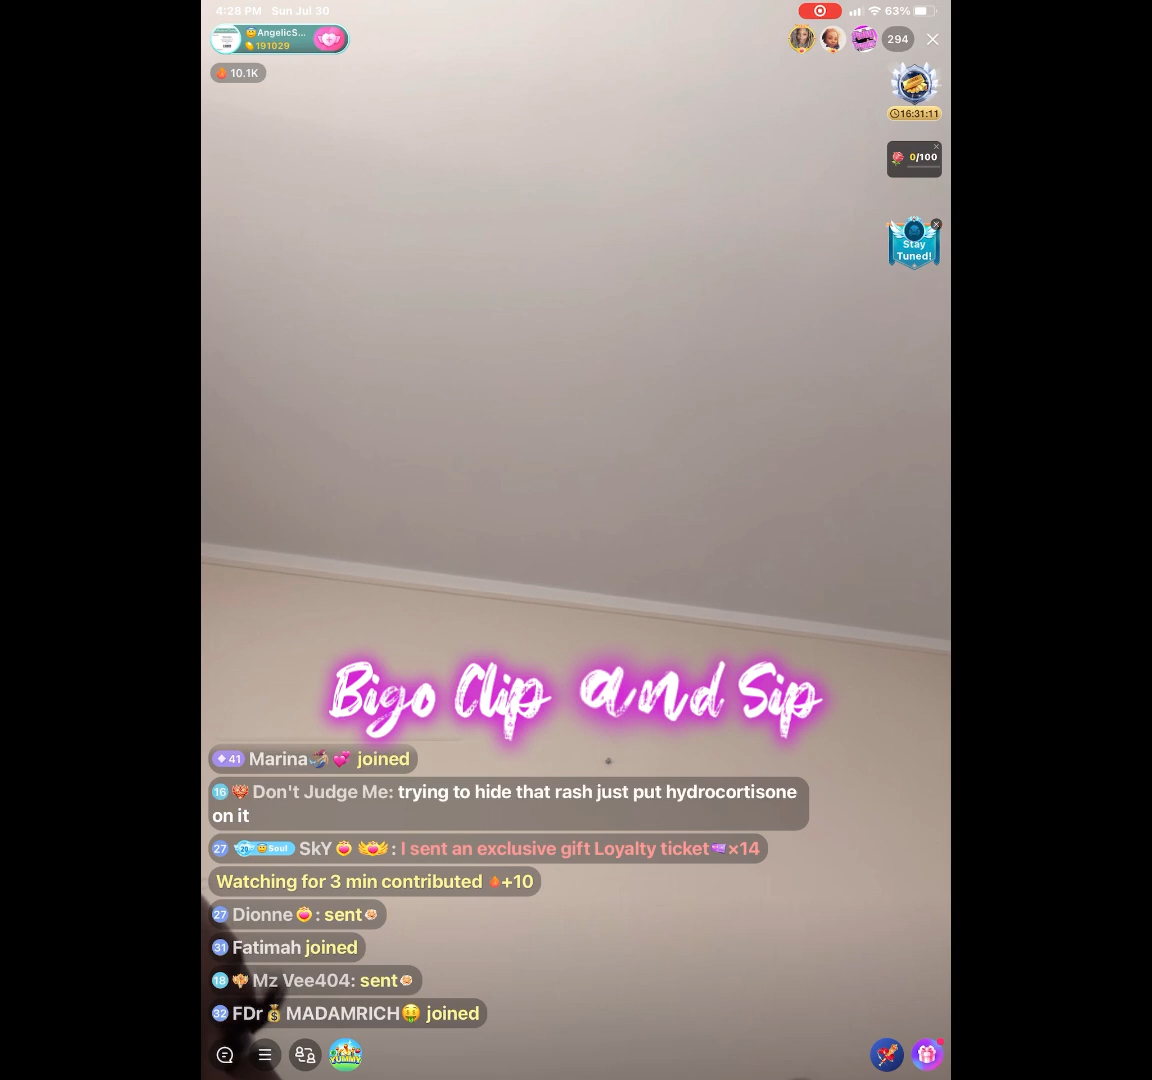 4:28 PM Sun Jul 30
63%
AngelicS...
191029
294
10.1K
16:31:11
0/100
Stay
Tuned!
Bigo Clip and Sip
41 Marina joined
16 Don't Judge Me: trying to hide that rash just put hydrocortisone
on it
27 20 Soul SkY : I sent an exclusive gift Loyalty ticket ×14
Watching for 3 min contributed +10
27 Dionne : sent
31 Fatimah joined
18 Mz Vee404: sent
32 FDr MADAMRICH joined
YUMMY